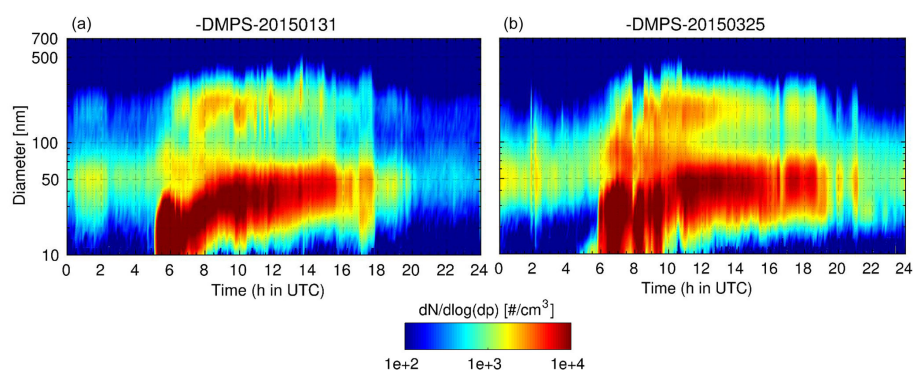 (a) -DMPS-20150131
(b) -DMPS-20150325
Diameter [nm]
700
500
100
50
10
0 2 4 6 8 10 12 14 16 18 20 22 24
Time (h in UTC)
0 2 4 6 8 10 12 14 16 18 20 22 24
Time (h in UTC)
dN/dlog(dp) [#/cm³]
1e+2 1e+3 1e+4